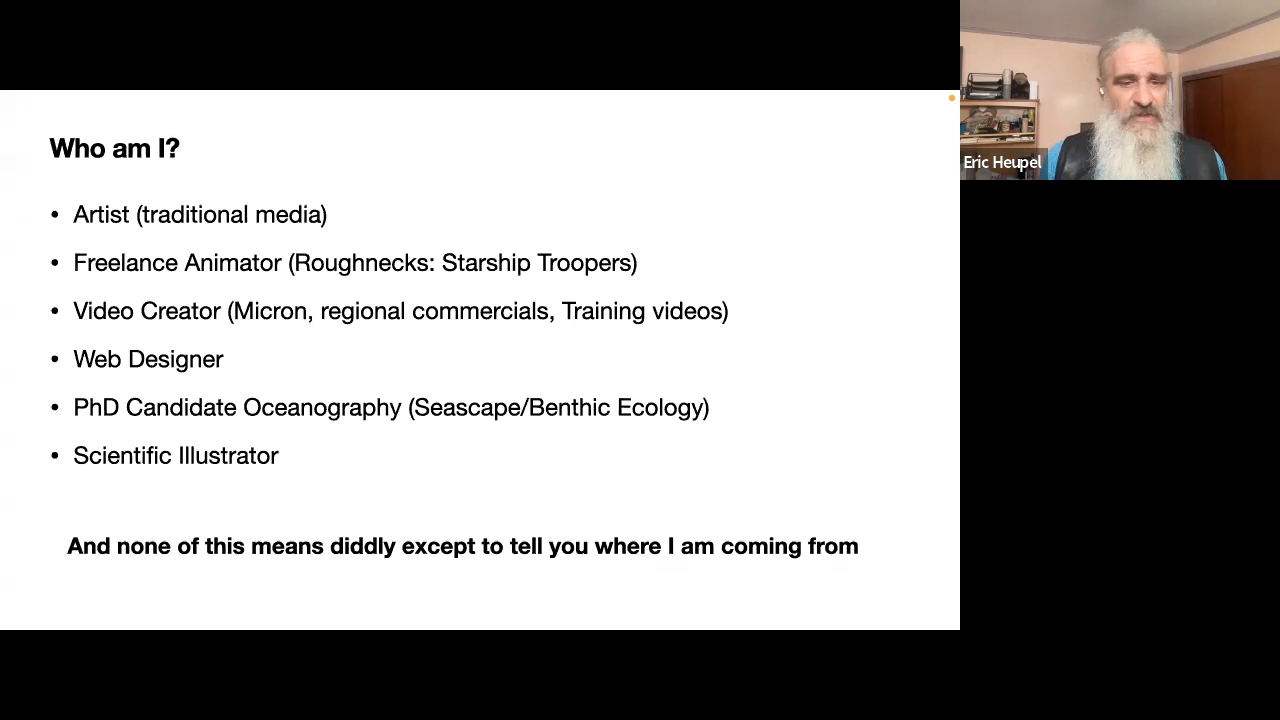 Who am I?
• Artist (traditional media)
• Freelance Animator (Roughnecks: Starship Troopers)
• Video Creator (Micron, regional commercials, Training videos)
• Web Designer
• PhD Candidate Oceanography (Seascape/Benthic Ecology)
• Scientific Illustrator
And none of this means diddly except to tell you where I am coming from
Eric Heupel